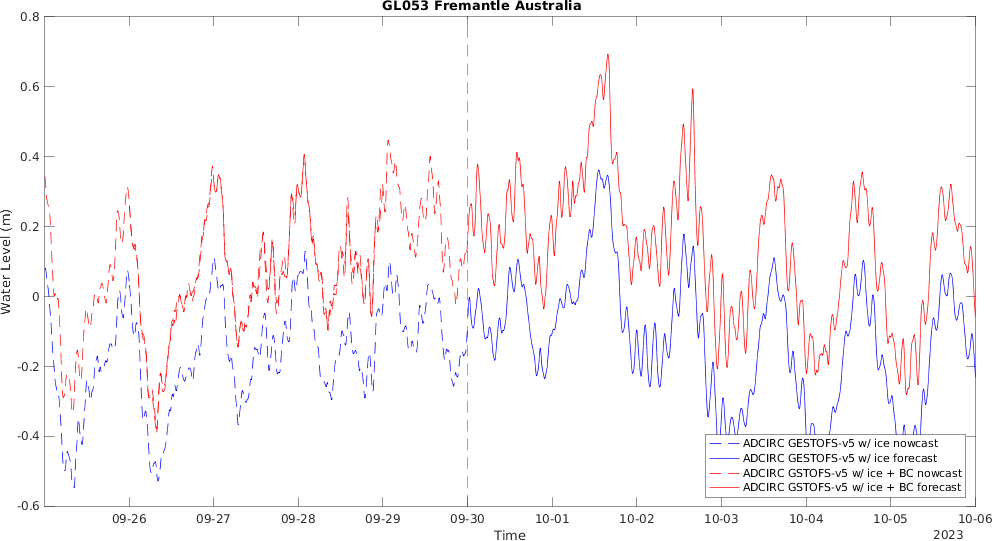 GL053 Fremantle Australia
0.8
0.6
0.4
0.2
0
-0.2
-0.4
-0.6
Water Level (m)
ADCIRC GESTOFS-v5 w/ ice nowcast
ADCIRC GESTOFS-v5 w/ ice forecast
ADCIRC GSTOFS-v5 w/ ice + BC nowcast
ADCIRC GSTOFS-v5 w/ ice + BC forecast
09-26 09-27 09-28 09-29 09-30 10-01 10-02 10-03 10-04 10-05 10-06
Time
2023